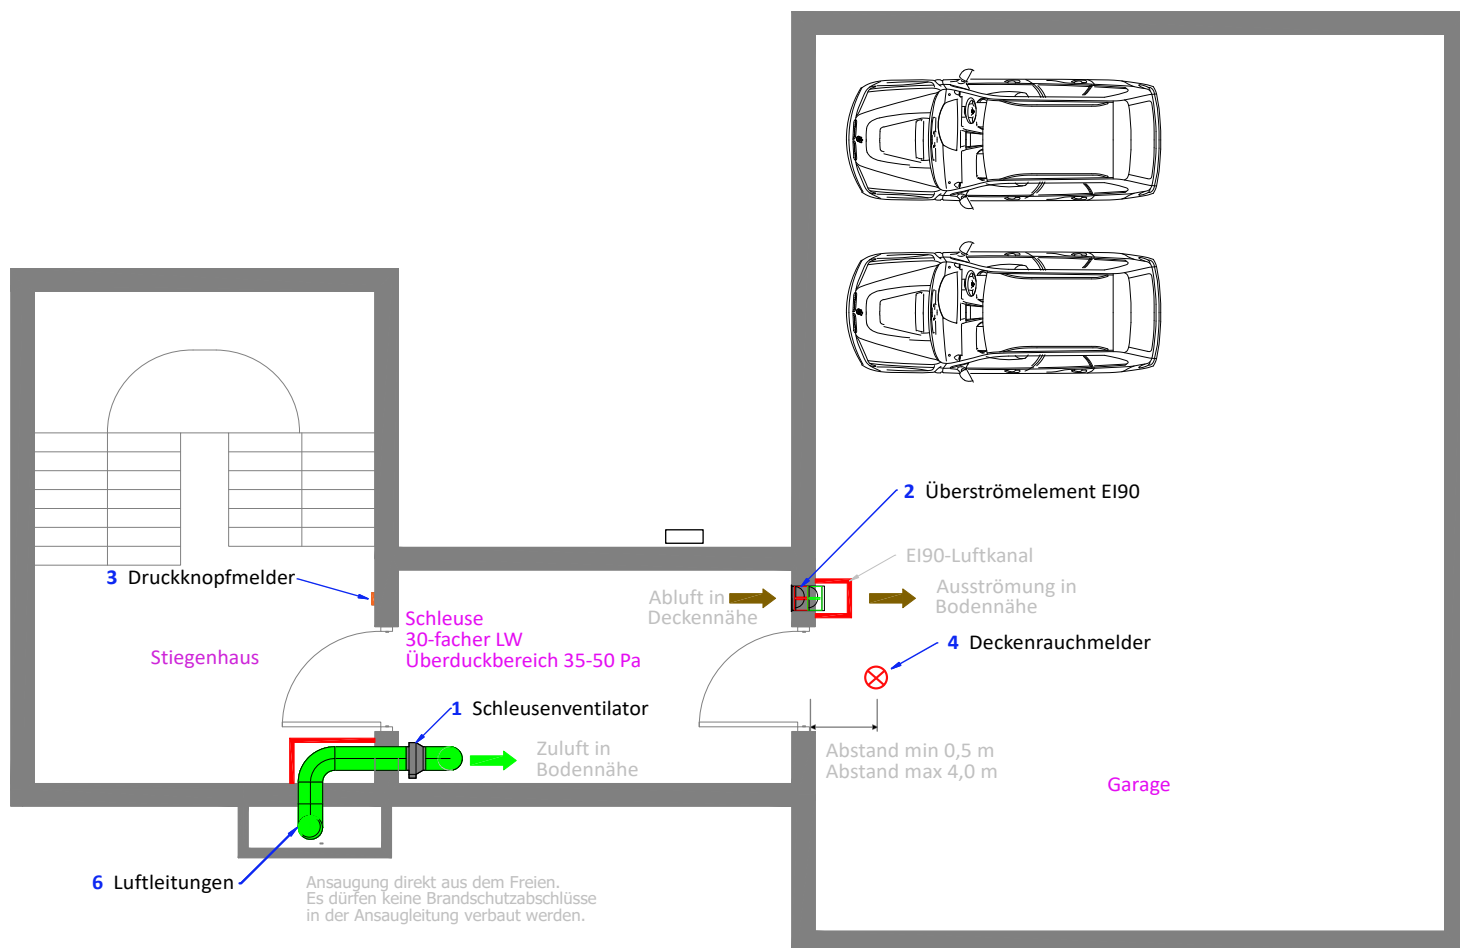 2 Überströmelement EI90
EI90-Luftkanal
3 Druckknopfmelder
Abluft in
Deckennähe
Ausströmung in
Bodennähe
Schleuse
30-facher LW
Überduckbereich 35-50 Pa
4 Deckenrauchmelder
Stiegenhaus
1 Schleusenventilator
Zuluft in
Bodennähe
Abstand min 0,5 m
Abstand max 4,0 m
Garage
6 Luftleitungen
Ansaugung direkt aus dem Freien.
Es dürfen keine Brandschutzabschlüsse
in der Ansaugleitung verbaut werden.